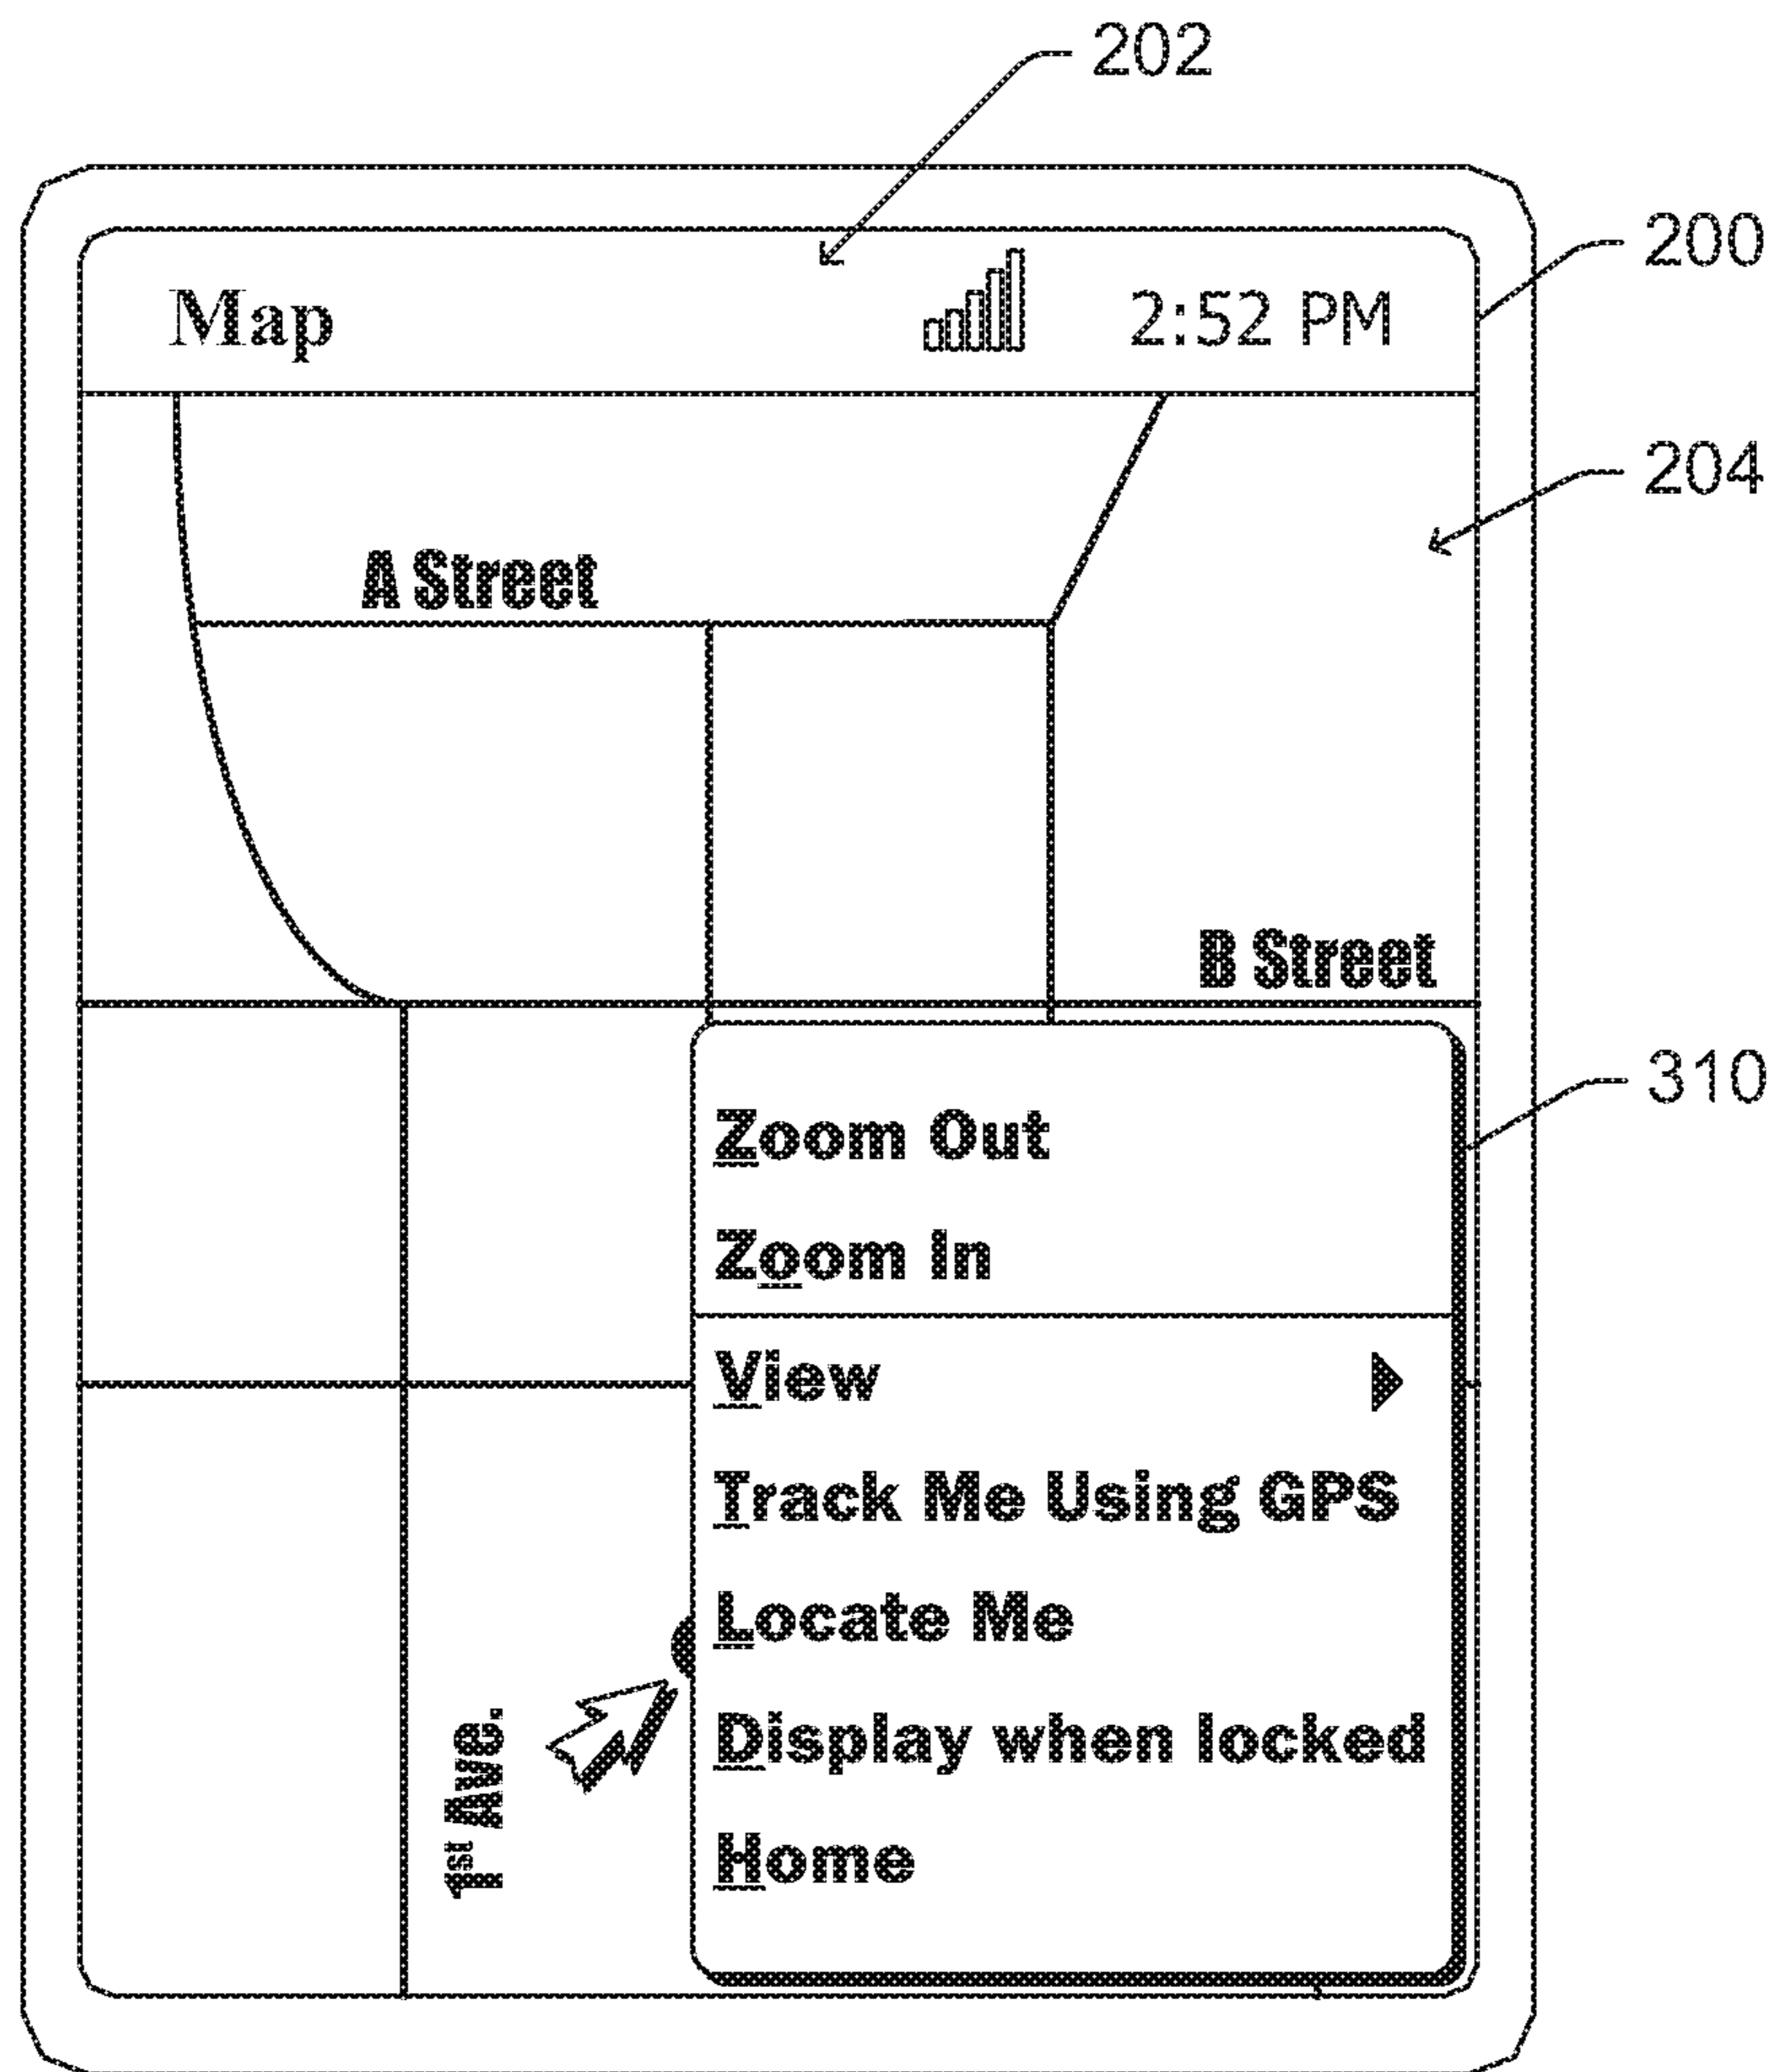 202
200
Map 2:52 PM
204
A Street
B Street
310
Zoom Out
Zoom In
View
Track Me Using GPS
Locate Me
Display when locked
Home
1st Ave.